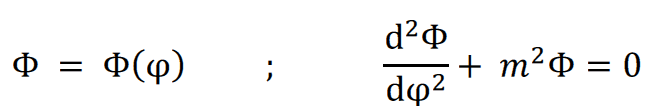 Φ = Φ(φ) ; d²Φ/dφ² + m²Φ = 0